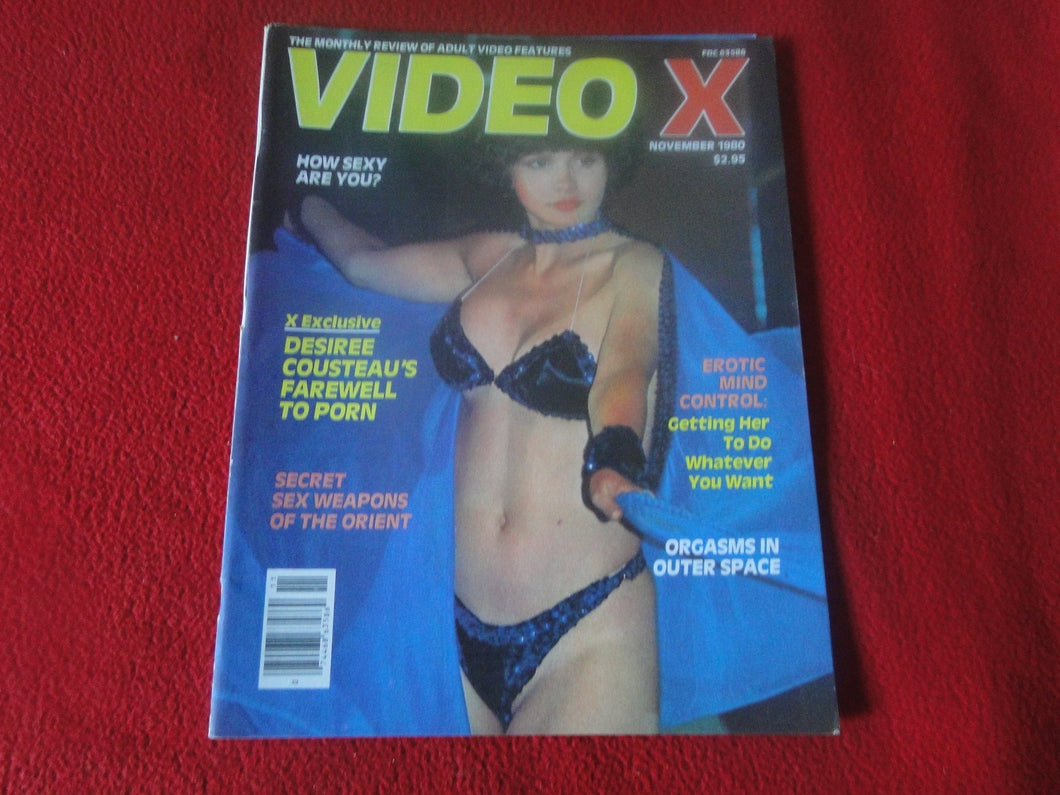 THE MONTHLY REVIEW OF ADULT VIDEO FEATURES
FDC 63586
VIDEO X
NOVEMBER 1980
$2.95
HOW SEXY
ARE YOU?
X Exclusive
DESIREE
COUSTEAU'S
FAREWELL
TO PORN
EROTIC
MIND
CONTROL:
Getting Her
To Do
Whatever
You Want
SECRET
SEX WEAPONS
OF THE ORIENT
ORGASMS IN
OUTER SPACE